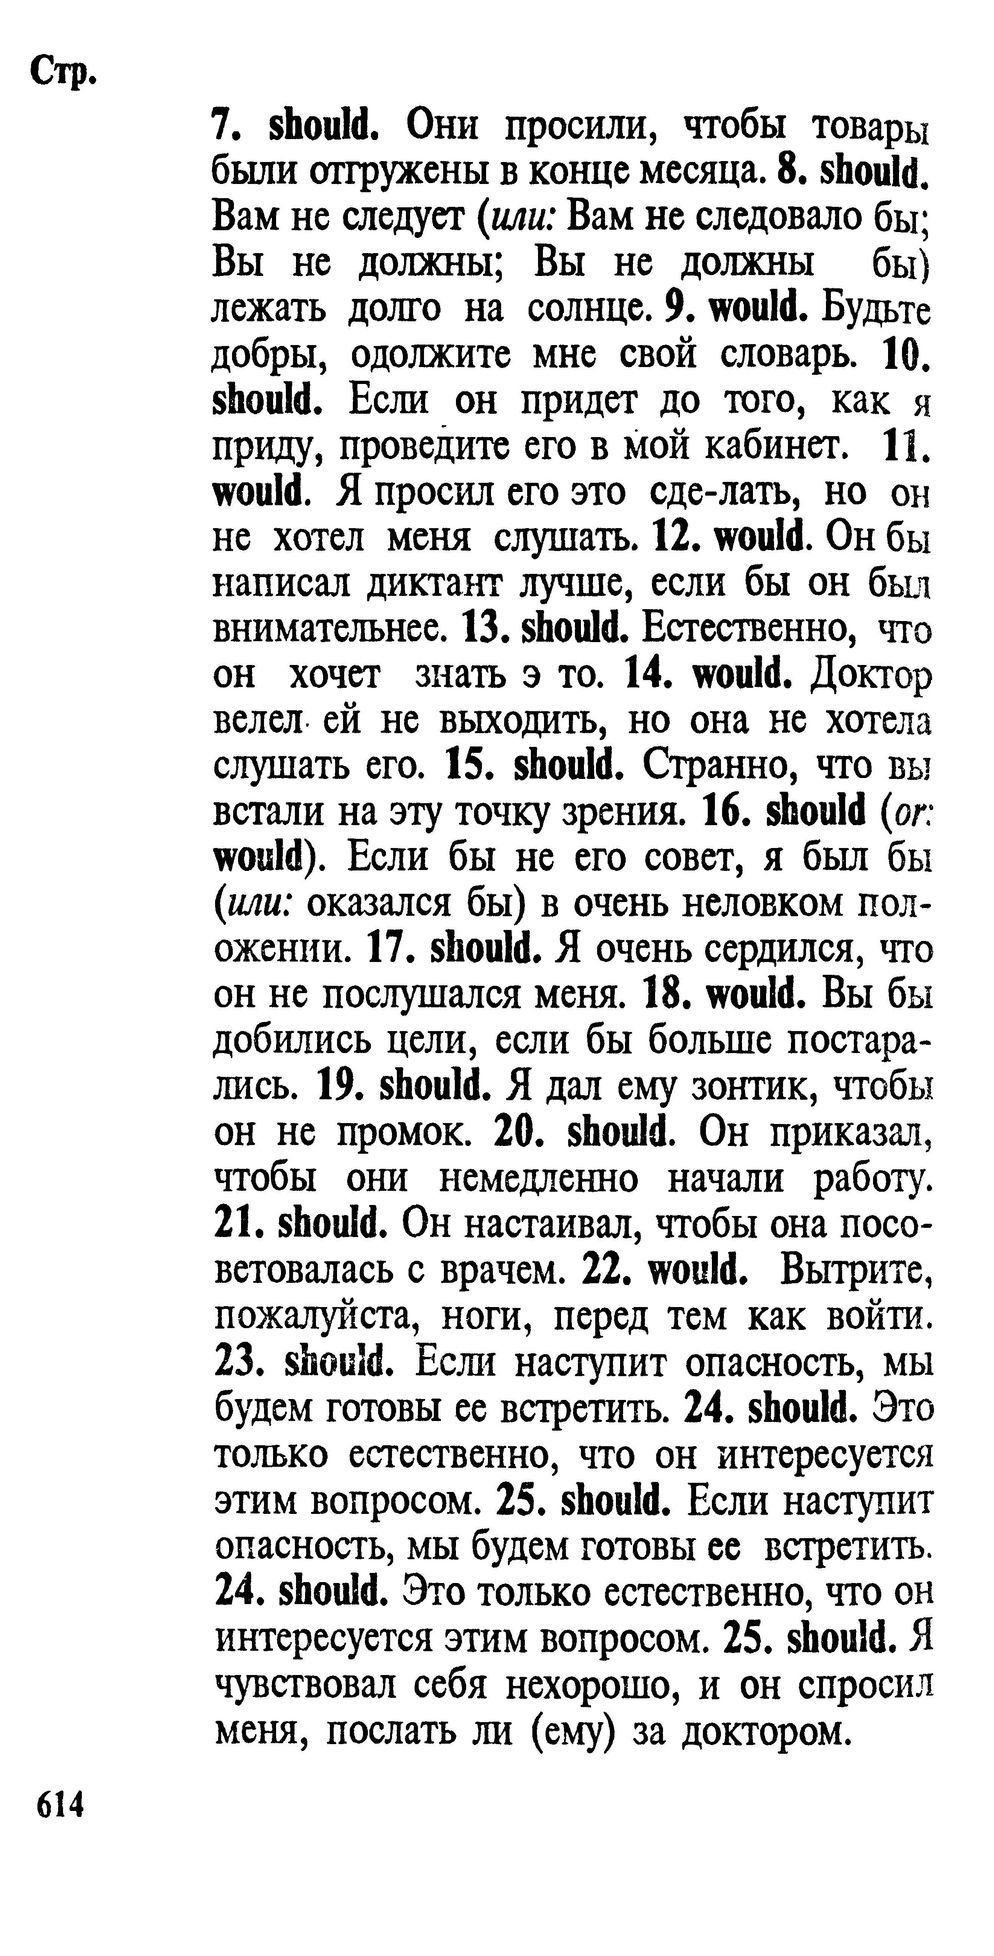 Стр.
7. should. Они просили, чтобы товары
были отгружены в конце месяца. 8. should.
Вам не следует (или: Вам не следовало бы;
Вы не должны; Вы не должны бы)
лежать долго на солнце. 9. would. Будьте
добры, одолжите мне свой словарь. 10.
should. Если он придет до того, как я
приду, проведите его в мой кабинет. 11.
would. Я просил его это сде-лать, но он
не хотел меня слушать. 12. would. Он бы
написал диктант лучше, если бы он был
внимательнее. 13. should. Естественно, что
он хочет знать э то. 14. would. Доктор
велел ей не выходить, но она не хотела
слушать его. 15. should. Странно, что вы
встали на эту точку зрения. 16. should (or:
would). Если бы не его совет, я был бы
(или: оказался бы) в очень неловком пол-
ожении. 17. should. Я очень сердился, что
он не послушался меня. 18. would. Вы бы
добились цели, если бы больше постара-
лись. 19. should. Я дал ему зонтик, чтобы
он не промок. 20. should. Он приказал,
чтобы они немедленно начали работу.
21. should. Он настаивал, чтобы она посо-
ветовалась с врачем. 22. would. Вытрите,
пожалуйста, ноги, перед тем как войти.
23. should. Если наступит опасность, мы
будем готовы ее встретить. 24. should. Это
только естественно, что он интересуется
этим вопросом. 25. should. Если наступит
опасность, мы будем готовы ее встретить.
24. should. Это только естественно, что он
интересуется этим вопросом. 25. should. Я
чувствовал себя нехорошо, и он спросил
меня, послать ли (ему) за доктором.
614